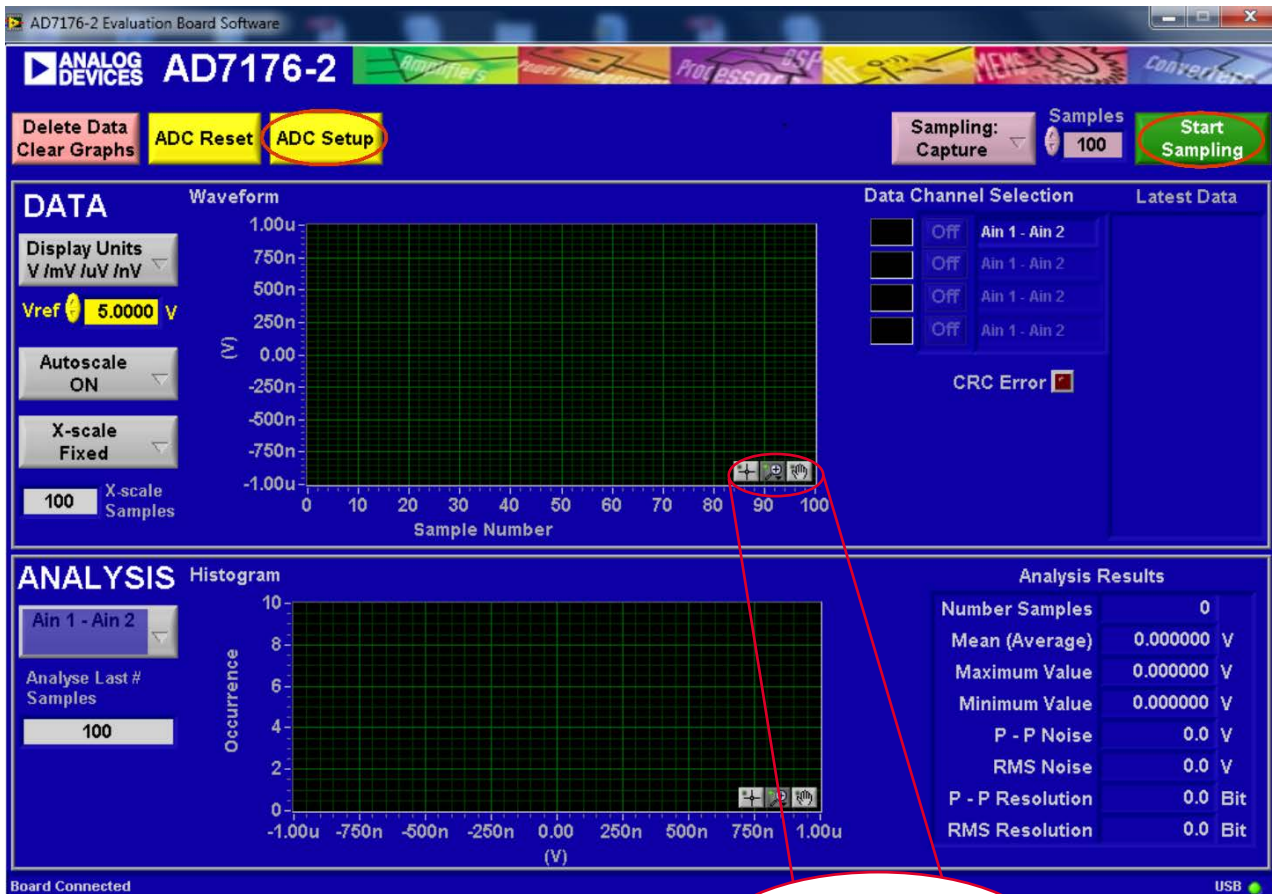 AD7176-2 Evaluation Board Software
ANALOG
DEVICES
AD7176-2
Amplifiers
Power Management
Processors
DSP
MEMS
Converters
Delete Data
Clear Graphs
ADC Reset
ADC Setup
Sampling:
Capture
Samples
100
Start
Sampling
DATA
Display Units
V /mV /uV /nV
Vref 5.0000 V
Autoscale
ON
X-scale
Fixed
100
X-scale
Samples
Waveform
1.00u
750n
500n
250n
0.00
-250n
-500n
-750n
-1.00u
(V)
0 10 20 30 40 50 60 70 80 90 100
Sample Number
Data Channel Selection
Off Ain 1 - Ain 2
Off Ain 1 - Ain 2
Off Ain 1 - Ain 2
Off Ain 1 - Ain 2
CRC Error
Latest Data
ANALYSIS
Ain 1 - Ain 2
Analyse Last #
Samples
100
Histogram
10
8
6
4
2
0
Occurrence
-1.00u -750n -500n -250n 0.00 250n 500n 750n 1.00u
(V)
Analysis Results
Number Samples 0
Mean (Average) 0.000000 V
Maximum Value 0.000000 V
Minimum Value 0.000000 V
P - P Noise 0.0 V
RMS Noise 0.0 V
P - P Resolution 0.0 Bit
RMS Resolution 0.0 Bit
Board Connected
USB